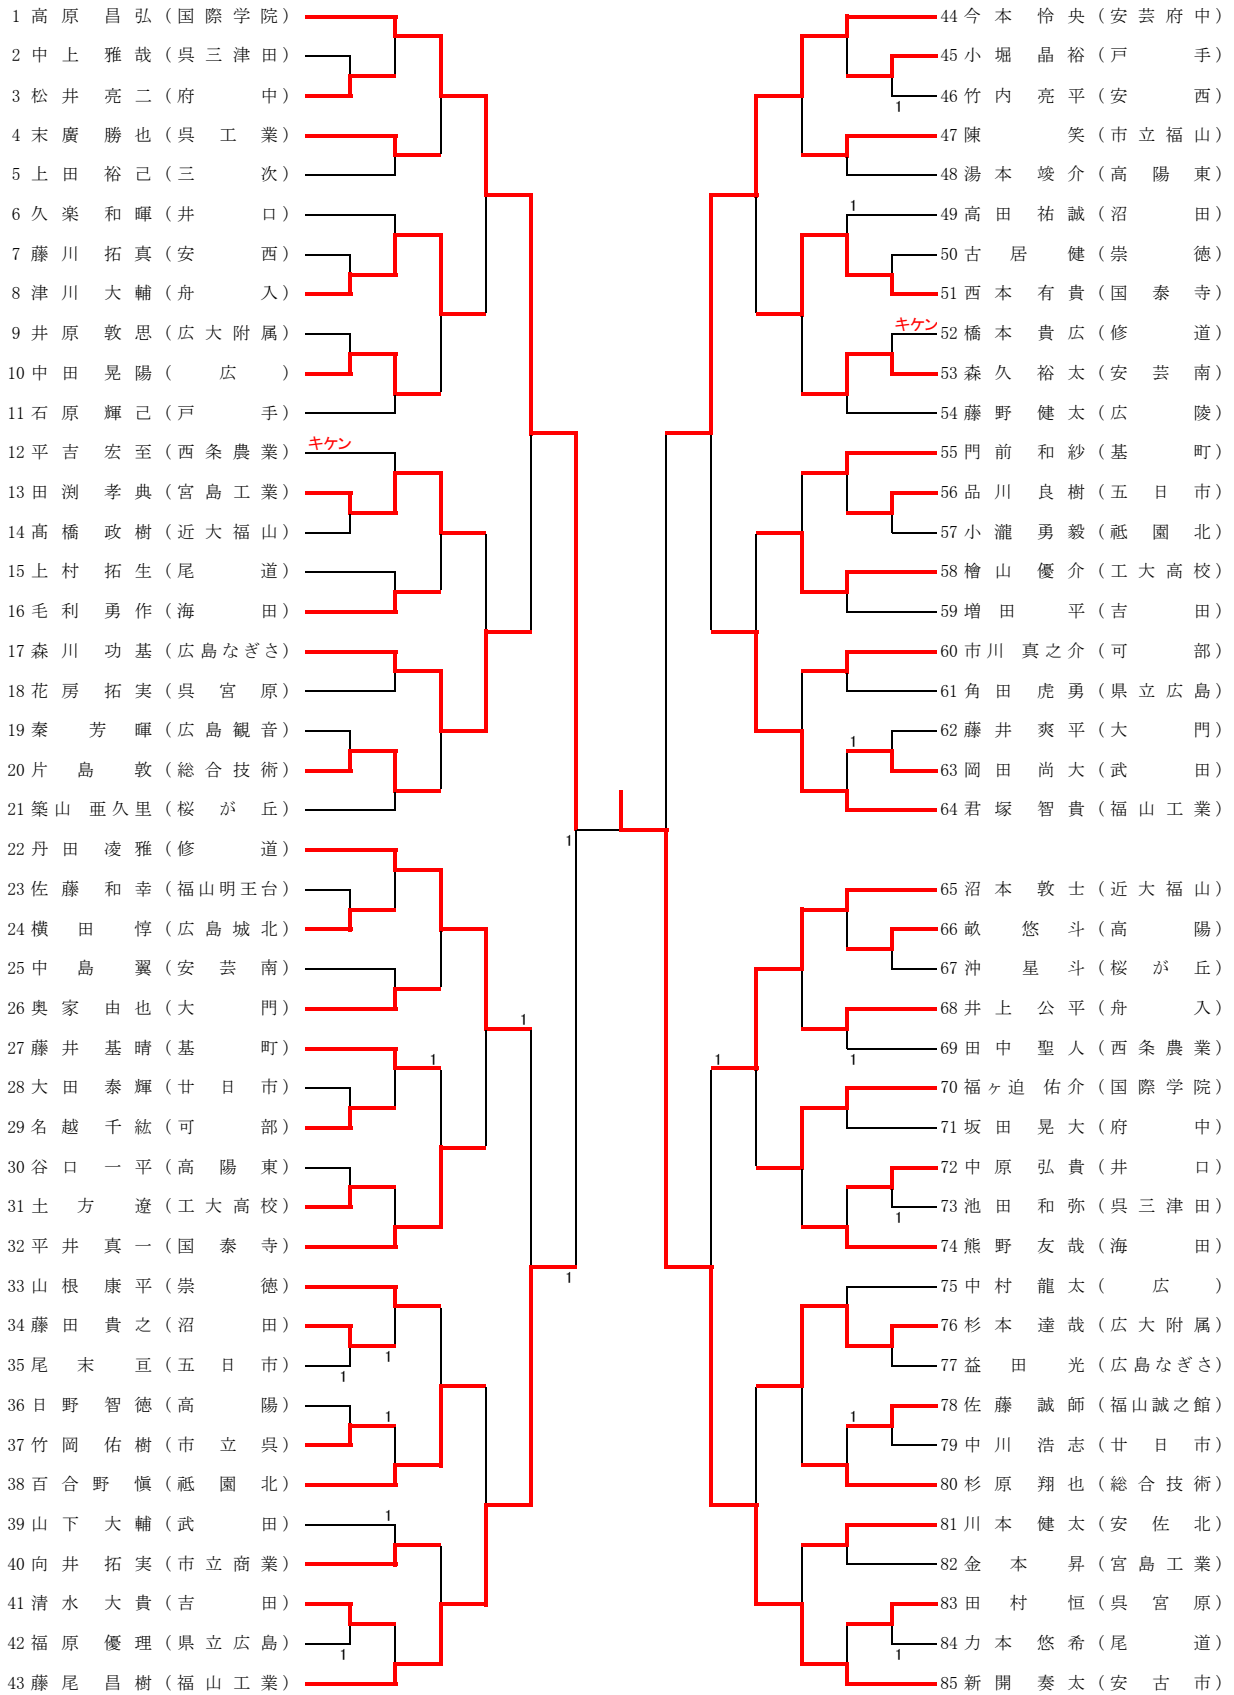 1 高原 昌弘（国際学院）
2 中上 雅哉（呉三津田）
3 松井 亮二（府中）
4 末廣 勝也（呉工業）
5 上田 裕己（三次）
6 久楽 和暉（井口）
7 藤川 拓真（安西）
8 津川 大輔（舟入）
9 井原 敦思（広大附属）
10 中田 晃陽（広）
11 石原 輝己（戸手）
12 平吉 宏至（西条農業） キケン
13 田渕 孝典（宮島工業）
14 髙橋 政樹（近大福山）
15 上村 拓生（尾道）
16 毛利 勇作（海田）
17 森川 功基（広島なぎさ）
18 花房 拓実（呉宮原）
19 秦 芳暉（広島観音）
20 片島 敦（総合技術）
21 築山 亜久里（桜が丘）
1
22 丹田 凌雅（修道）
23 佐藤 和幸（福山明王台）
24 横田 惇（広島城北）
25 中島 翼（安芸南）
26 奥家 由也（大門）
1
27 藤井 基晴（基町）
1
28 大田 泰輝（廿日市）
29 名越 千紘（可部）
30 谷口 一平（高陽東）
31 土方 遼（工大高校）
32 平井 真一（国泰寺）
1
33 山根 康平（崇徳）
34 藤田 貴之（沼田）
1
35 尾末 亘（五日市）
1
36 日野 智徳（高陽）
1
37 竹岡 佑樹（市立呉）
38 百合野 愼（祗園北）
39 山下 大輔（武田）
1
40 向井 拓実（市立商業）
41 清水 大貴（吉田）
42 福原 優理（県立広島）
1
43 藤尾 昌樹（福山工業）
44 今本 怜央（安芸府中）
45 小堀 晶裕（戸手）
46 竹内 亮平（安西）
1
47 陳 笑（市立福山）
48 湯本 竣介（高陽東）
1
49 高田 祐誠（沼田）
50 古居 健（崇徳）
51 西本 有貴（国泰寺）
キケン 52 橋本 貴広（修道）
53 森久 裕太（安芸南）
54 藤野 健太（広陵）
55 門前 和紗（基町）
56 品川 良樹（五日市）
57 小瀧 勇毅（祗園北）
58 檜山 優介（工大高校）
59 増田 平（吉田）
60 市川 真之介（可部）
61 角田 虎勇（県立広島）
62 藤井 爽平（大門）
1
63 岡田 尚大（武田）
64 君塚 智貴（福山工業）
65 沼本 敦士（近大福山）
66 畝 悠斗（高陽）
67 沖 星斗（桜が丘）
68 井上 公平（舟入）
69 田中 聖人（西条農業）
1
1
70 福ヶ迫 佑介（国際学院）
71 坂田 晃大（府中）
72 中原 弘貴（井口）
73 池田 和弥（呉三津田）
1
74 熊野 友哉（海田）
75 中村 龍太（広）
76 杉本 達哉（広大附属）
77 益田 光（広島なぎさ）
78 佐藤 誠師（福山誠之館）
1
79 中川 浩志（廿日市）
80 杉原 翔也（総合技術）
81 川本 健太（安佐北）
82 金本 昇（宮島工業）
83 田村 恒（呉宮原）
84 力本 悠希（尾道）
1
85 新開 奏太（安古市）